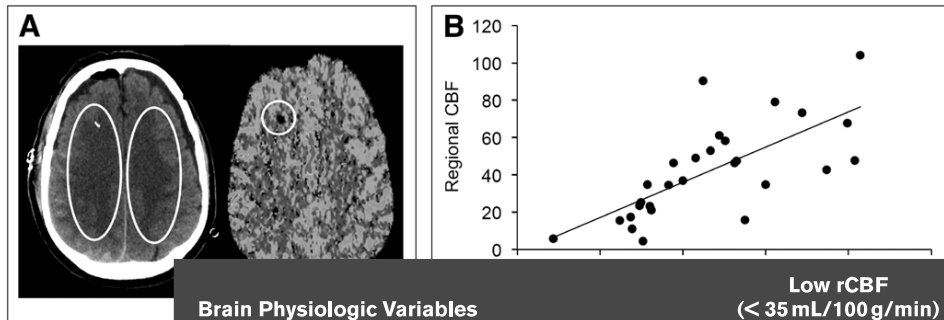 A
B
120
100
80
60
40
20
0
Regional CBF
Low rCBF
Brain Physiologic Variables
(< 35 mL/100 g/min)